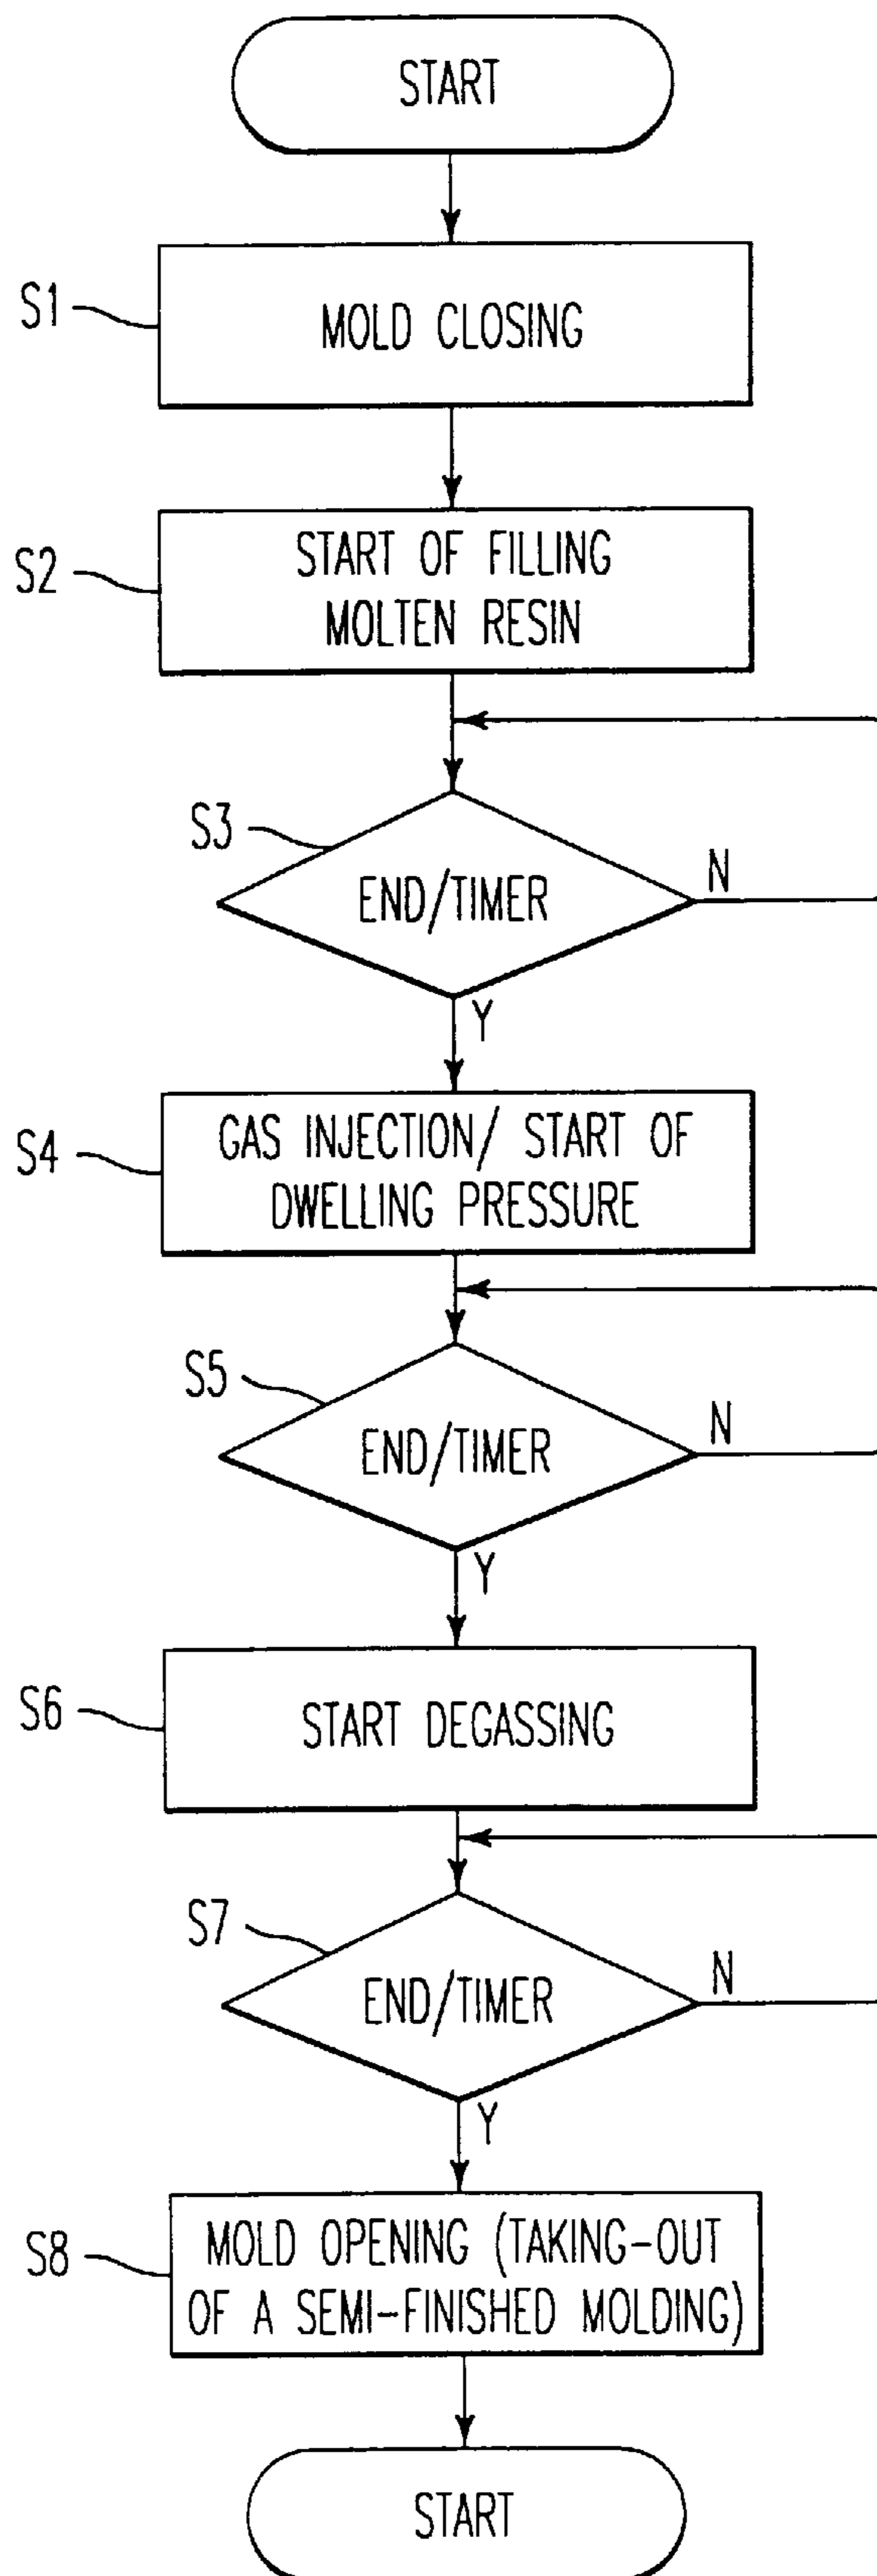 START
S1
MOLD CLOSING
S2
START OF FILLING
MOLTEN RESIN
S3
END/TIMER
N
Y
S4
GAS INJECTION/ START OF
DWELLING PRESSURE
S5
END/TIMER
N
Y
S6
START DEGASSING
S7
END/TIMER
N
Y
S8
MOLD OPENING (TAKING-OUT
OF A SEMI-FINISHED MOLDING)
START